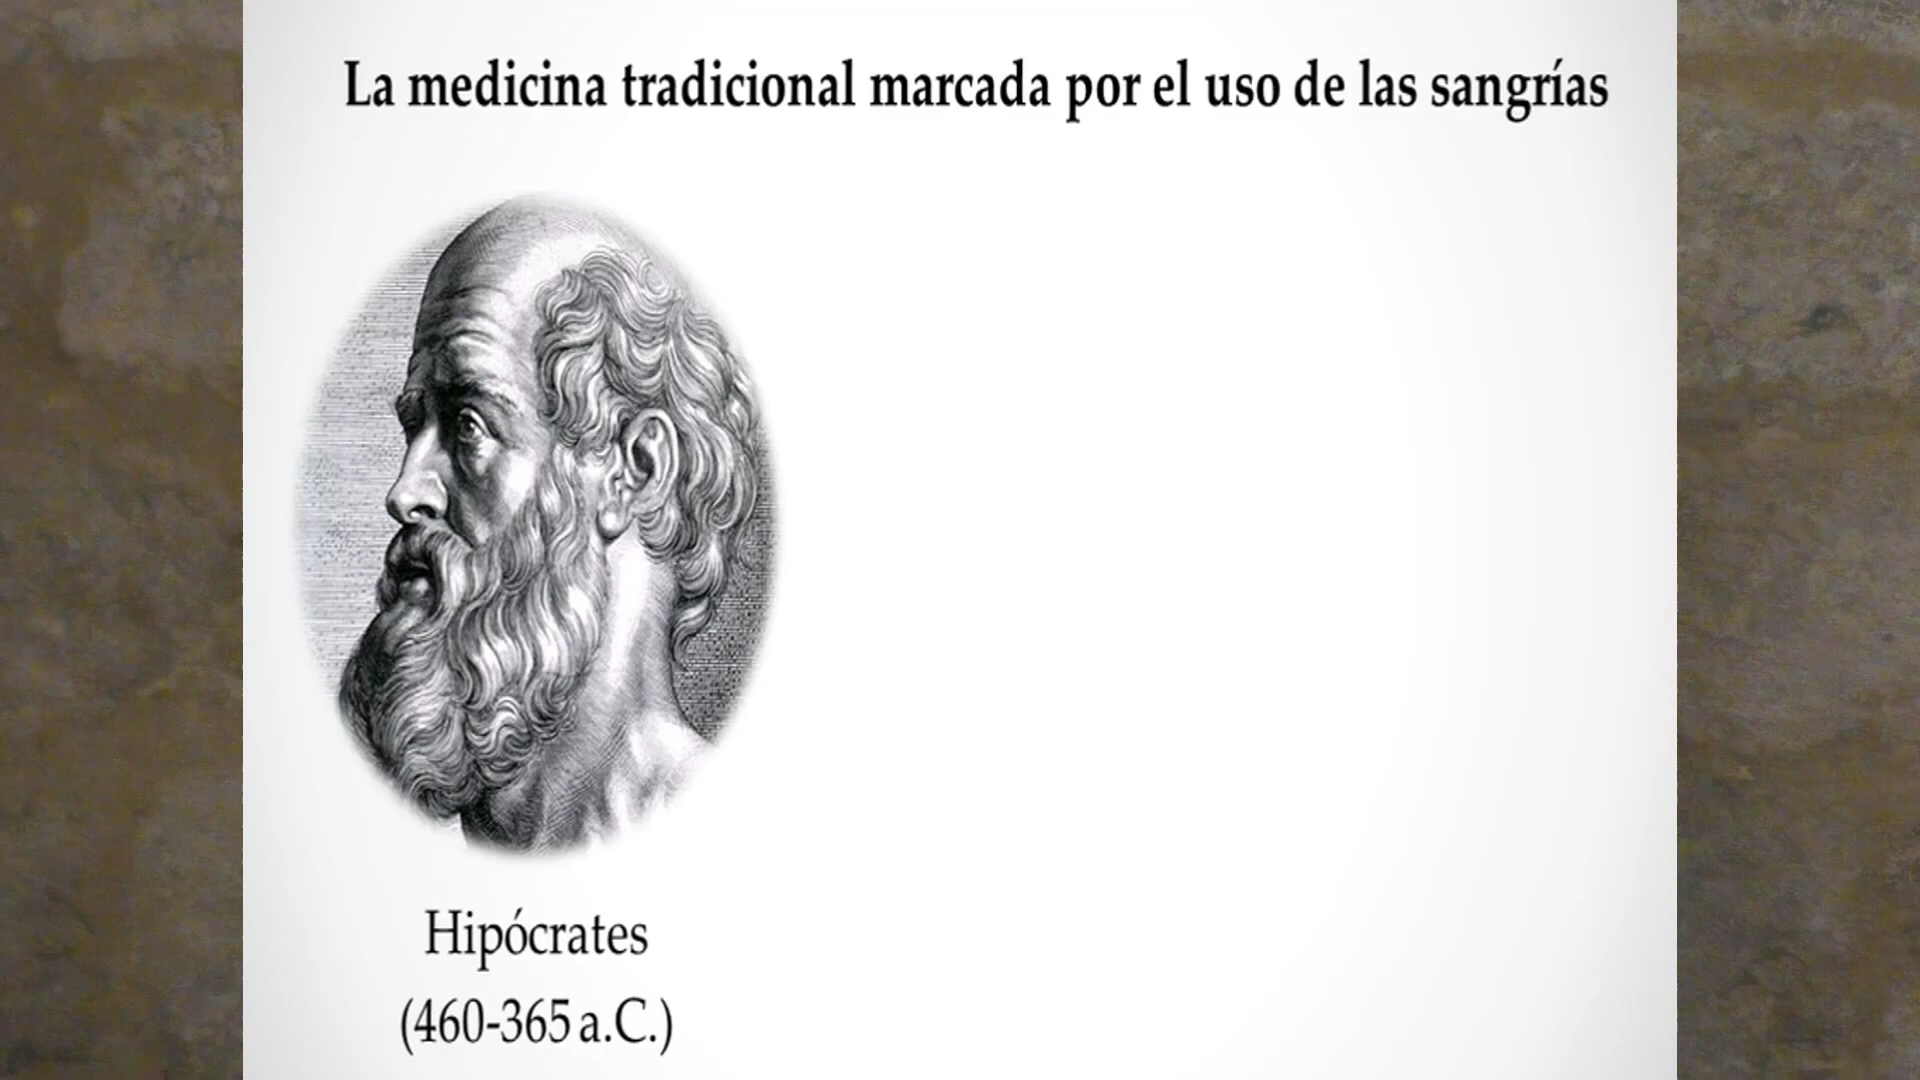 La medicina tradicional marcada por el uso de las sangrías
Hipócrates
(460-365 a.C.)